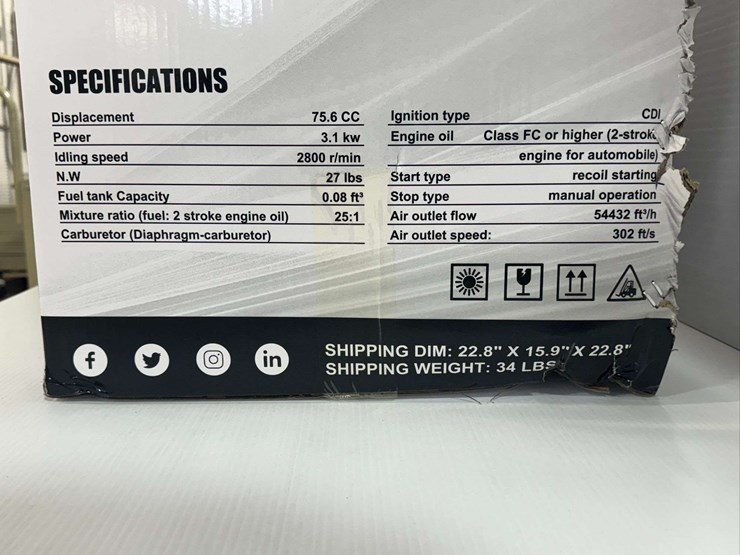 SPECIFICATIONS
Displacement 75.6 CC
Power 3.1 kw
Idling speed 2800 r/min
N.W 27 lbs
Fuel tank Capacity 0.08 ft³
Mixture ratio (fuel: 2 stroke engine oil) 25:1
Carburetor (Diaphragm-carburetor)
Ignition type CDI
Engine oil Class FC or higher (2-stroke
engine for automobile)
Start type recoil starting
Stop type manual operation
Air outlet flow 54432 ft³/h
Air outlet speed: 302 ft/s
f in
SHIPPING DIM: 22.8" X 15.9" X 22.8"
SHIPPING WEIGHT: 34 LBS